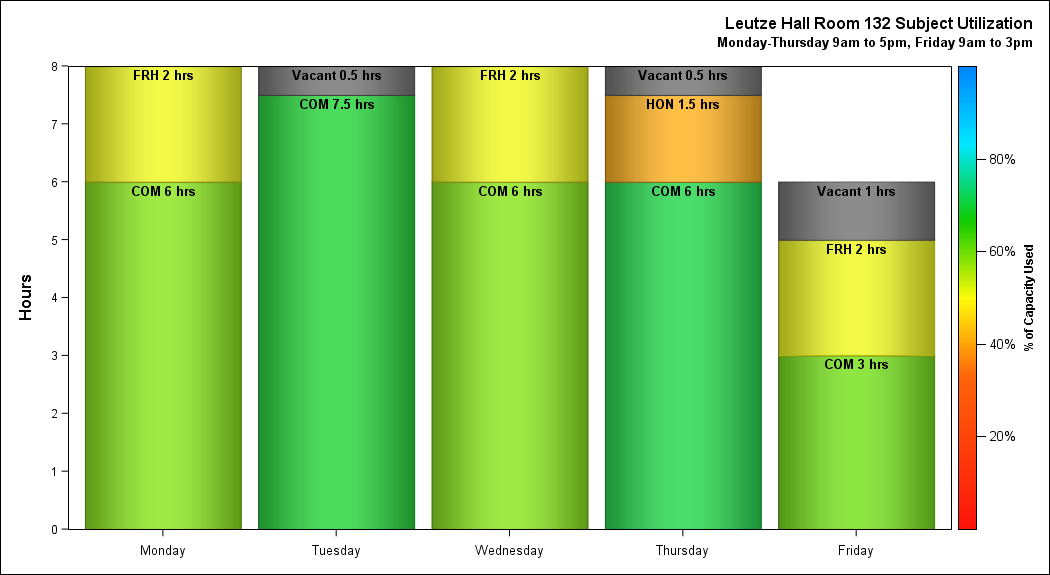 Leutze Hall Room 132 Subject Utilization
Monday-Thursday 9am to 5pm, Friday 9am to 3pm
8
7
6
5
4
3
2
1
0
Hours
FRH 2 hrs
COM 6 hrs
Vacant 0.5 hrs
COM 7.5 hrs
FRH 2 hrs
COM 6 hrs
Vacant 0.5 hrs
HON 1.5 hrs
COM 6 hrs
Vacant 1 hrs
FRH 2 hrs
COM 3 hrs
Monday
Tuesday
Wednesday
Thursday
Friday
80%
60%
40%
20%
% of Capacity Used